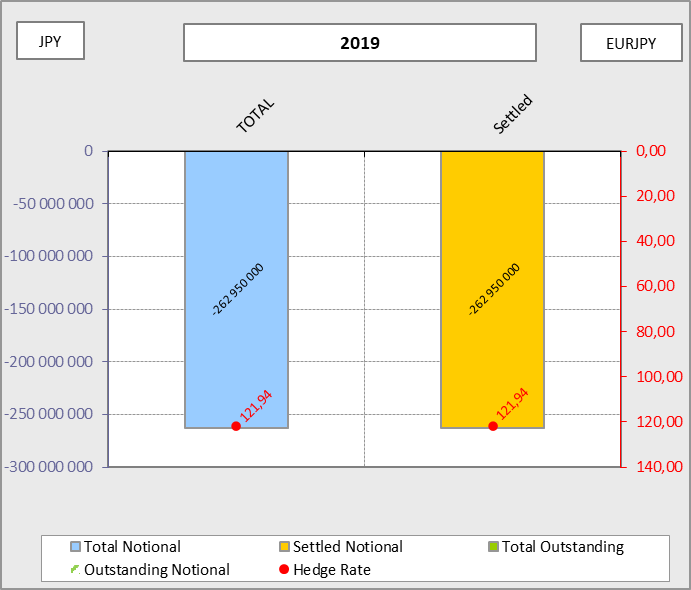 JPY
2019
EURJPY
TOTAL
Settled
0
-50 000 000
-100 000 000
-150 000 000
-200 000 000
-250 000 000
-300 000 000
-262 950 000
-262 950 000
121,94
121,94
0,00
20,00
40,00
60,00
80,00
100,00
120,00
140,00
Total Notional
Settled Notional
Total Outstanding
Outstanding Notional
Hedge Rate